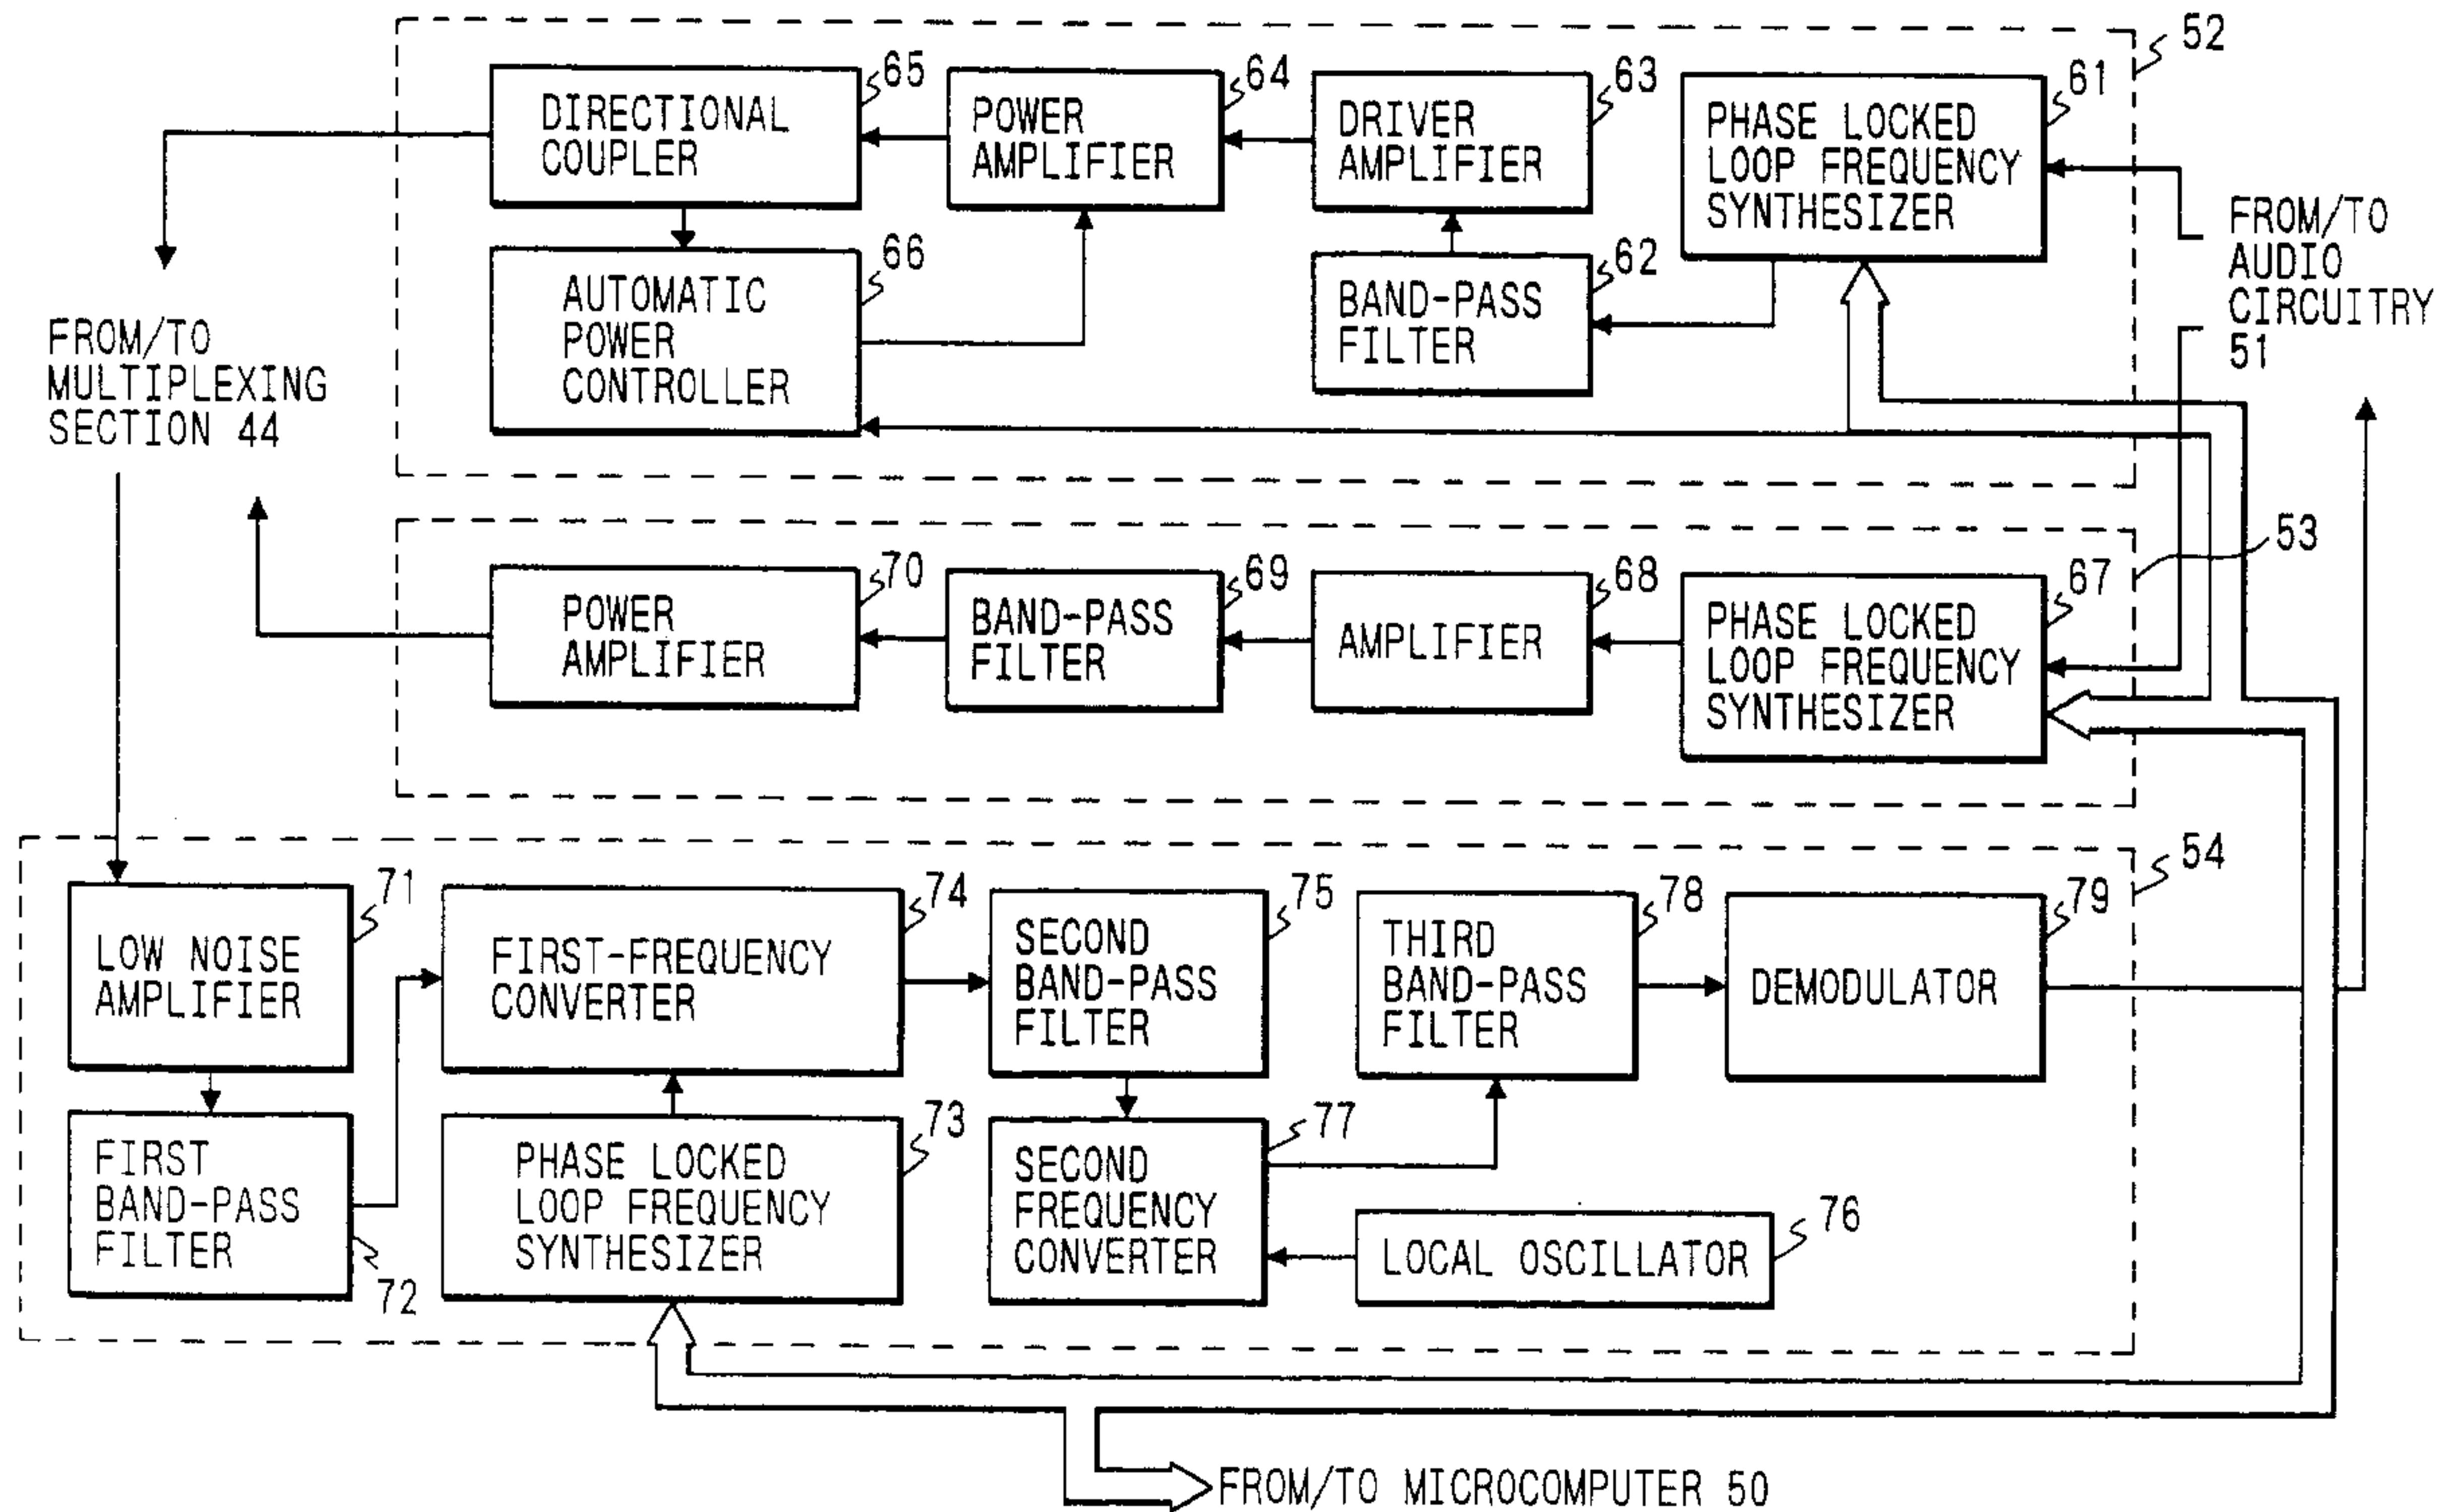 52
65
DIRECTIONAL
COUPLER
64
POWER
AMPLIFIER
63
DRIVER
AMPLIFIER
61
PHASE LOCKED
LOOP FREQUENCY
SYNTHESIZER
66
AUTOMATIC
POWER
CONTROLLER
62
BAND-PASS
FILTER
FROM/TO
AUDIO
CIRCUITRY
51
FROM/TO
MULTIPLEXING
SECTION 44
53
70
POWER
AMPLIFIER
69
BAND-PASS
FILTER
68
AMPLIFIER
67
PHASE LOCKED
LOOP FREQUENCY
SYNTHESIZER
54
71
LOW NOISE
AMPLIFIER
74
FIRST-FREQUENCY
CONVERTER
75
SECOND
BAND-PASS
FILTER
78
THIRD
BAND-PASS
FILTER
79
DEMODULATOR
FIRST
BAND-PASS
FILTER
72
73
PHASE LOCKED
LOOP FREQUENCY
SYNTHESIZER
77
SECOND
FREQUENCY
CONVERTER
76
LOCAL OSCILLATOR
FROM/TO MICROCOMPUTER 50